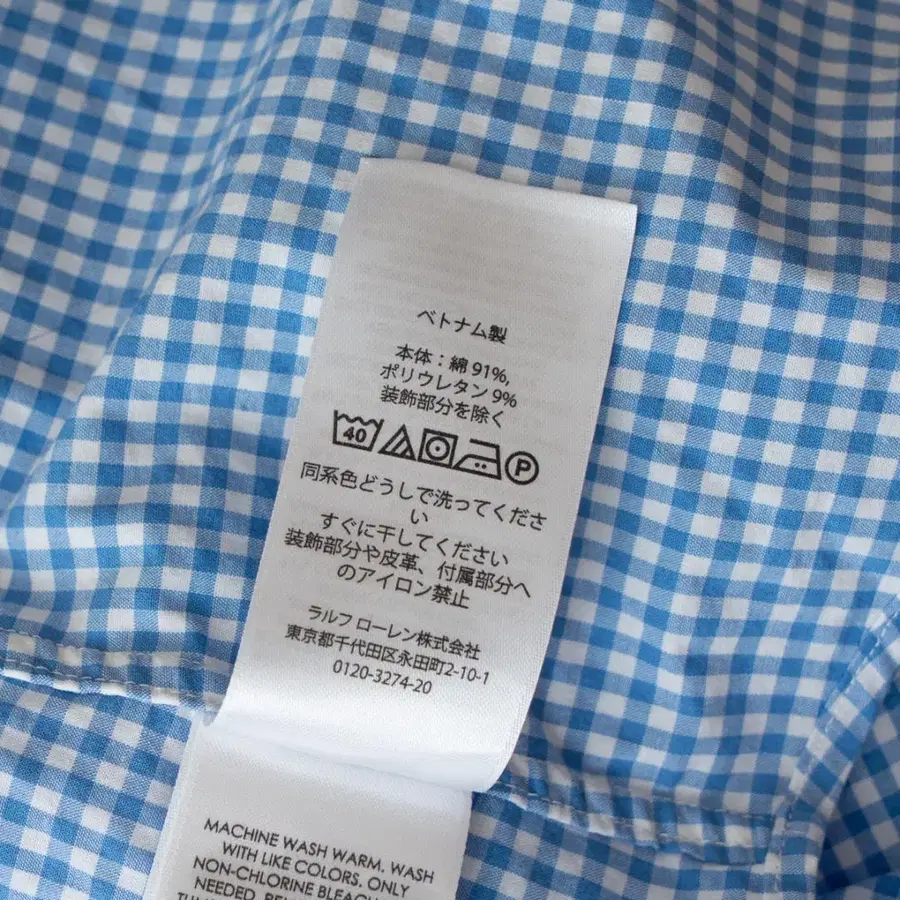 ベトナム製
本体：綿 91%,
ポリウレタン 9%
装飾部分を除く
40 P
同系色どうしで洗ってくださ
い
すぐに干してください
装飾部分や皮革、付属部分へ
のアイロン禁止
ラルフ ローレン株式会社
東京都千代田区永田町2-10-1
0120-3274-20
MACHINE WASH WARM. WASH
WITH LIKE COLORS. ONLY
NON-CHLORINE BLEACH